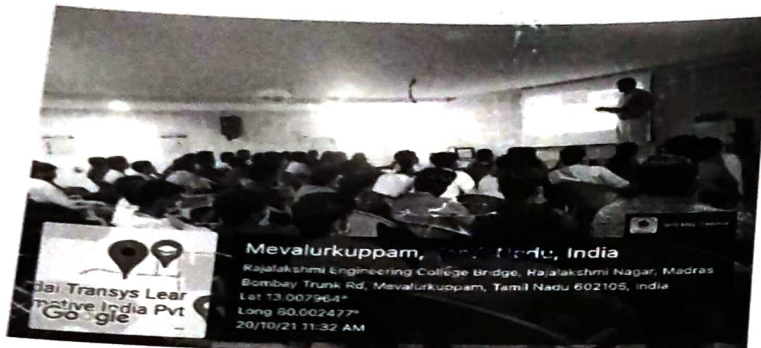 Mevalurkuppam, Nadu, India
Rajalakshmi Engineering College Bridge, Rajalakshmi Nagar, Madras
Bombay Trunk Rd, Mevalurkuppam, Tamil Nadu 602105, India
Lat 13.007964°
Long 80.002477°
20/10/21 11:32 AM
dai Transys Lear
motive India Pvt
Google